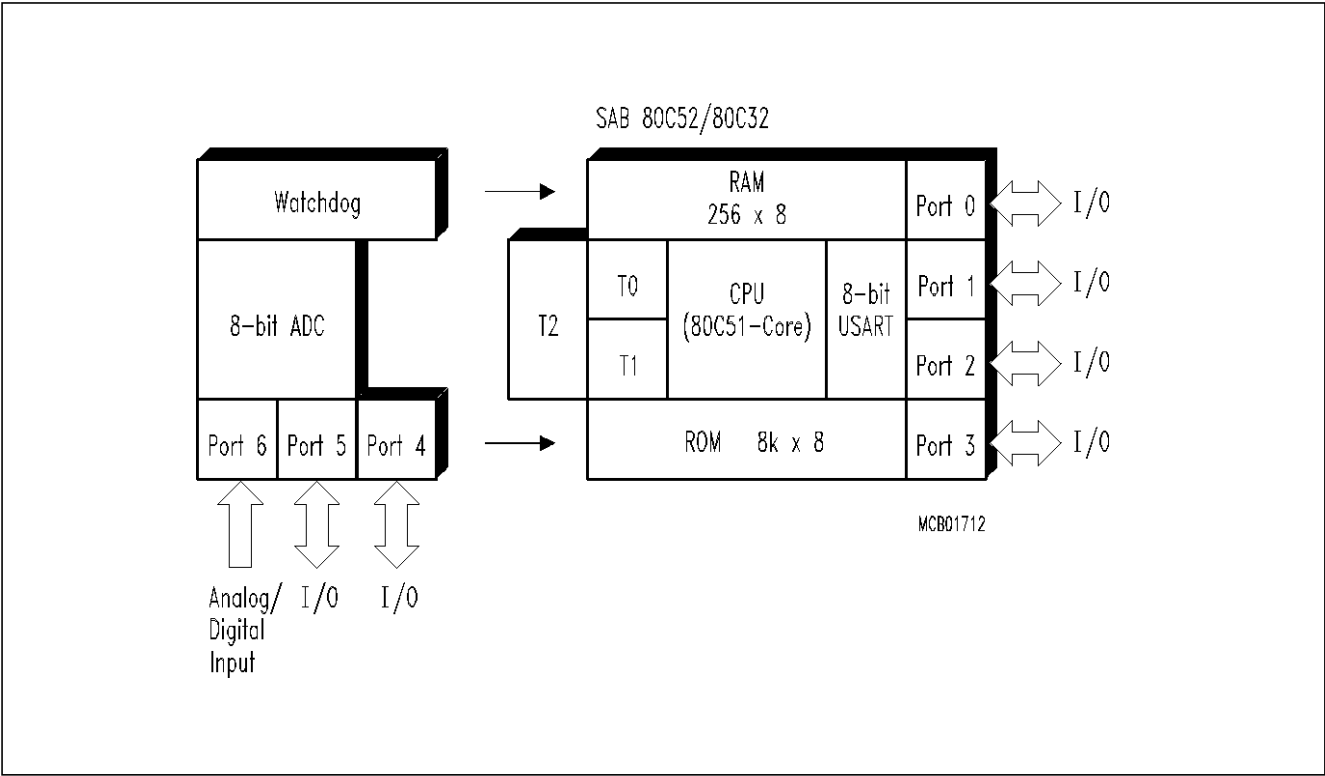 SAB 80C52/80C32
Watchdog
8-bit ADC
Port 6
Port 5
Port 4
Analog/
Digital
Input
I/O
I/O
T2
RAM
256 x 8
T0
T1
CPU
(80C51-Core)
8-bit
USART
ROM 8k x 8
Port 0
Port 1
Port 2
Port 3
I/O
I/O
I/O
I/O
MCB01712